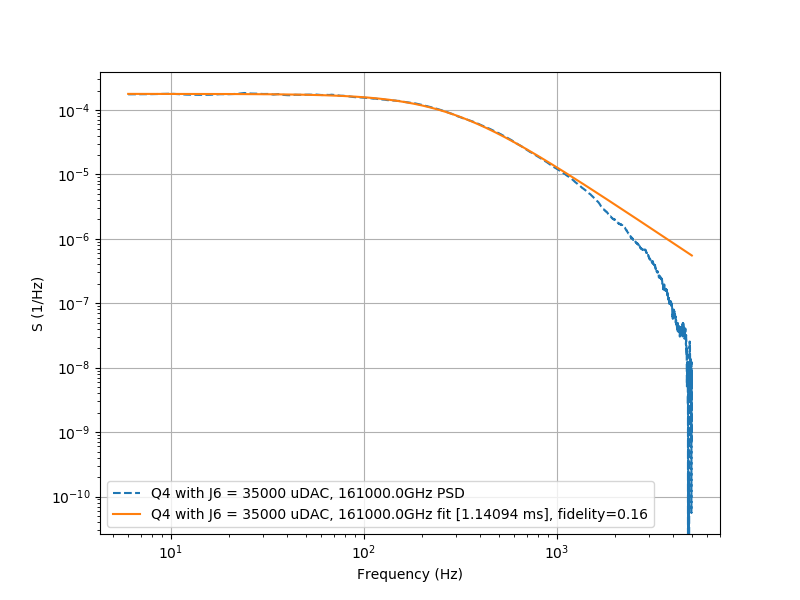 10⁻⁴
10⁻⁵
10⁻⁶
10⁻⁷
10⁻⁸
10⁻⁹
10⁻¹⁰
S (1/Hz)
Q4 with J6 = 35000 uDAC, 161000.0GHz PSD
Q4 with J6 = 35000 uDAC, 161000.0GHz fit [1.14094 ms], fidelity=0.16
10¹ 10² 10³
Frequency (Hz)